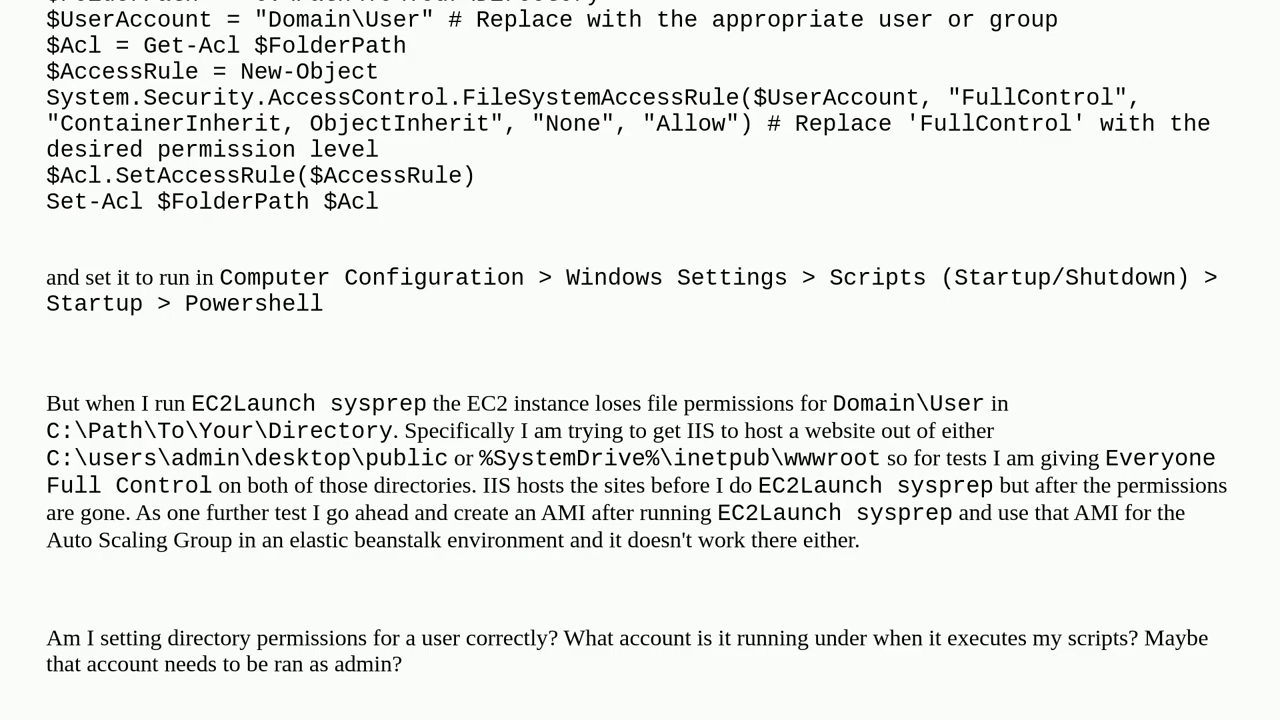 $UserAccount = "Domain\User" # Replace with the appropriate user or group
$Acl = Get-Acl $FolderPath
$AccessRule = New-Object
System.Security.AccessControl.FileSystemAccessRule($UserAccount, "FullControl",
"ContainerInherit, ObjectInherit", "None", "Allow") # Replace 'FullControl' with the
desired permission level
$Acl.SetAccessRule($AccessRule)
Set-Acl $FolderPath $Acl
and set it to run in Computer Configuration > Windows Settings > Scripts (Startup/Shutdown) >
Startup > Powershell
But when I run EC2Launch sysprep the EC2 instance loses file permissions for Domain\User in
C:\Path\To\Your\Directory. Specifically I am trying to get IIS to host a website out of either
C:\users\admin\desktop\public or %SystemDrive%\inetpub\wwwroot so for tests I am giving Everyone
Full Control on both of those directories. IIS hosts the sites before I do EC2Launch sysprep but after the permissions
are gone. As one further test I go ahead and create an AMI after running EC2Launch sysprep and use that AMI for the
Auto Scaling Group in an elastic beanstalk environment and it doesn't work there either.
Am I setting directory permissions for a user correctly? What account is it running under when it executes my scripts? Maybe
that account needs to be ran as admin?